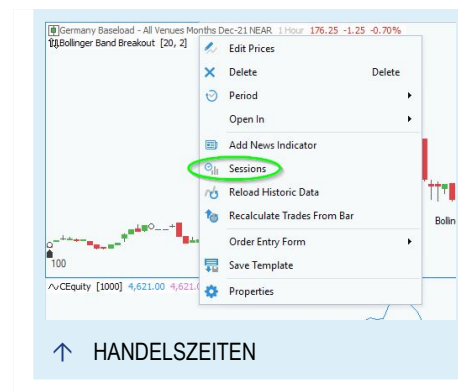 Germany Baseload - All Venues Months Dec-21 NEAR 1 Hour 176.25 -1.25 -0.70%
Bollinger Band Breakout [20, 2]
Edit Prices
Delete Delete
Period
Open In
Add News Indicator
Sessions
Reload Historic Data
Recalculate Trades From Bar
Bollin
Order Entry Form
100
Save Template
CEquity [1000] 4,621.00 4,621.
Properties
↑ HANDELSZEITEN